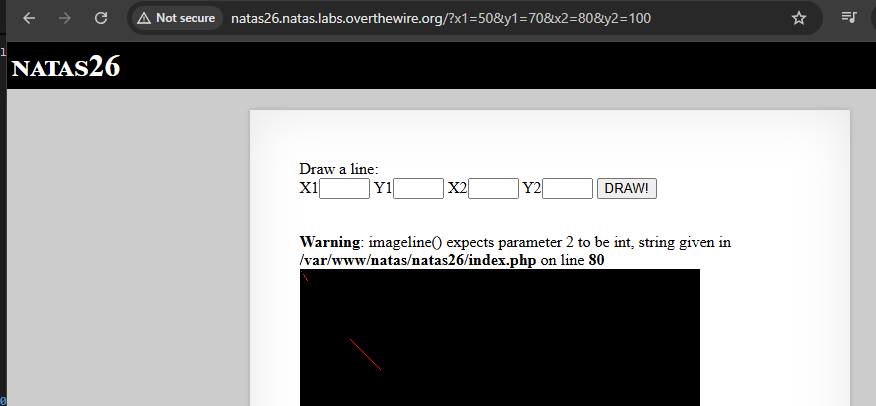 Not secure natas26.natas.labs.overthewire.org/?x1=50&y1=70&x2=80&y2=100
NATAS26
Draw a line:
X1 Y1 X2 Y2 DRAW!
Warning: imageline() expects parameter 2 to be int, string given in
/var/www/natas/natas26/index.php on line 80